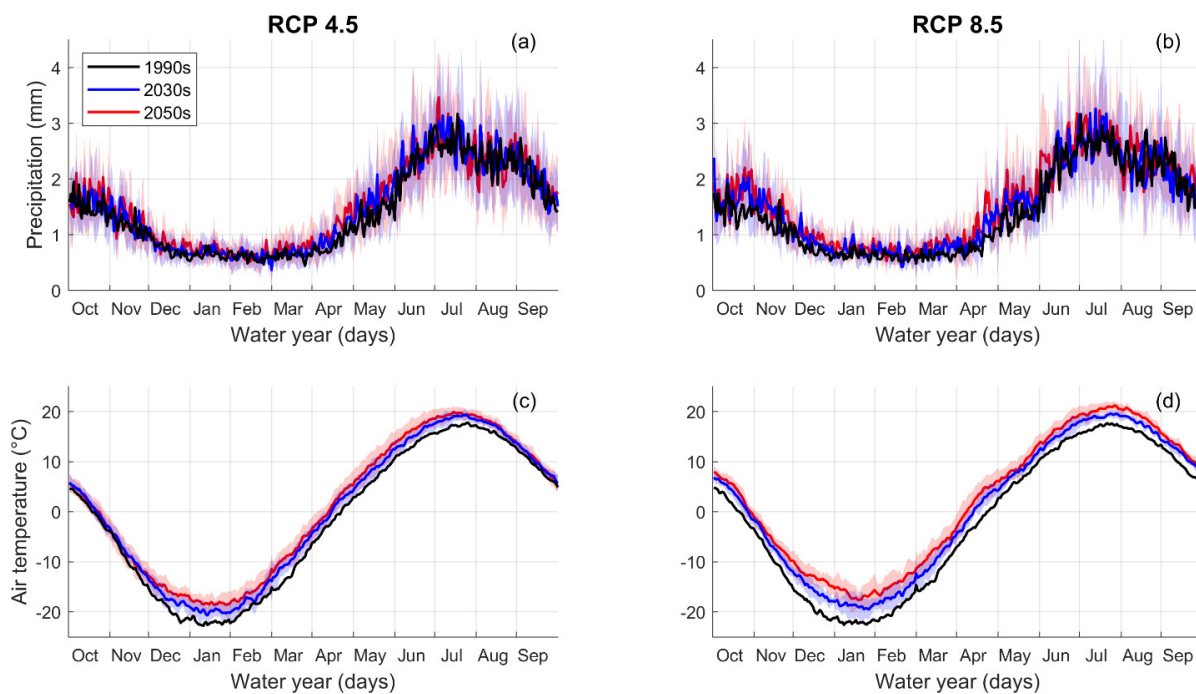 RCP 4.5
RCP 8.5
(a)
1990s
2030s
2050s
Precipitation (mm)
4
3
2
1
0
Oct Nov Dec Jan Feb Mar Apr May Jun Jul Aug Sep
Water year (days)
(b)
Precipitation (mm)
4
3
2
1
0
Oct Nov Dec Jan Feb Mar Apr May Jun Jul Aug Sep
Water year (days)
(c)
Air temperature (°C)
20
10
0
-10
-20
Oct Nov Dec Jan Feb Mar Apr May Jun Jul Aug Sep
Water year (days)
(d)
Air temperature (°C)
20
10
0
-10
-20
Oct Nov Dec Jan Feb Mar Apr May Jun Jul Aug Sep
Water year (days)